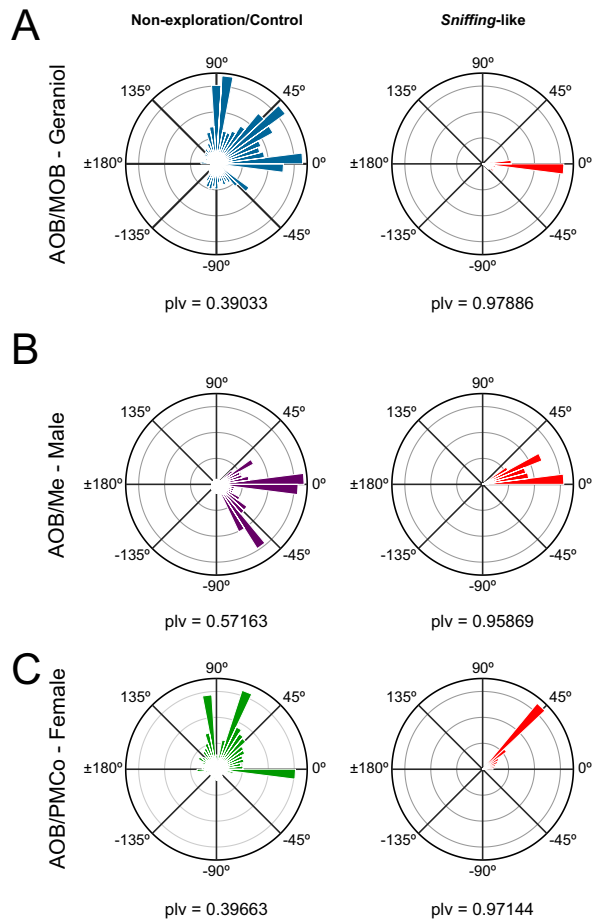 A
Non-exploration/Control
Sniffing-like
AOB/MOB - Geraniol
90º
135º
45º
±180º
0º
-135º
-45º
-90º
90º
135º
45º
±180º
0º
-135º
-45º
-90º
plv = 0.39033
plv = 0.97886
B
AOB/Me - Male
90º
135º
45º
±180º
0º
-135º
-45º
-90º
90º
135º
45º
±180º
0º
-135º
-45º
-90º
plv = 0.57163
plv = 0.95869
C
AOB/PMCo - Female
90º
135º
45º
±180º
0º
-135º
-45º
-90º
90º
135º
45º
±180º
0º
-135º
-45º
-90º
plv = 0.39663
plv = 0.97144